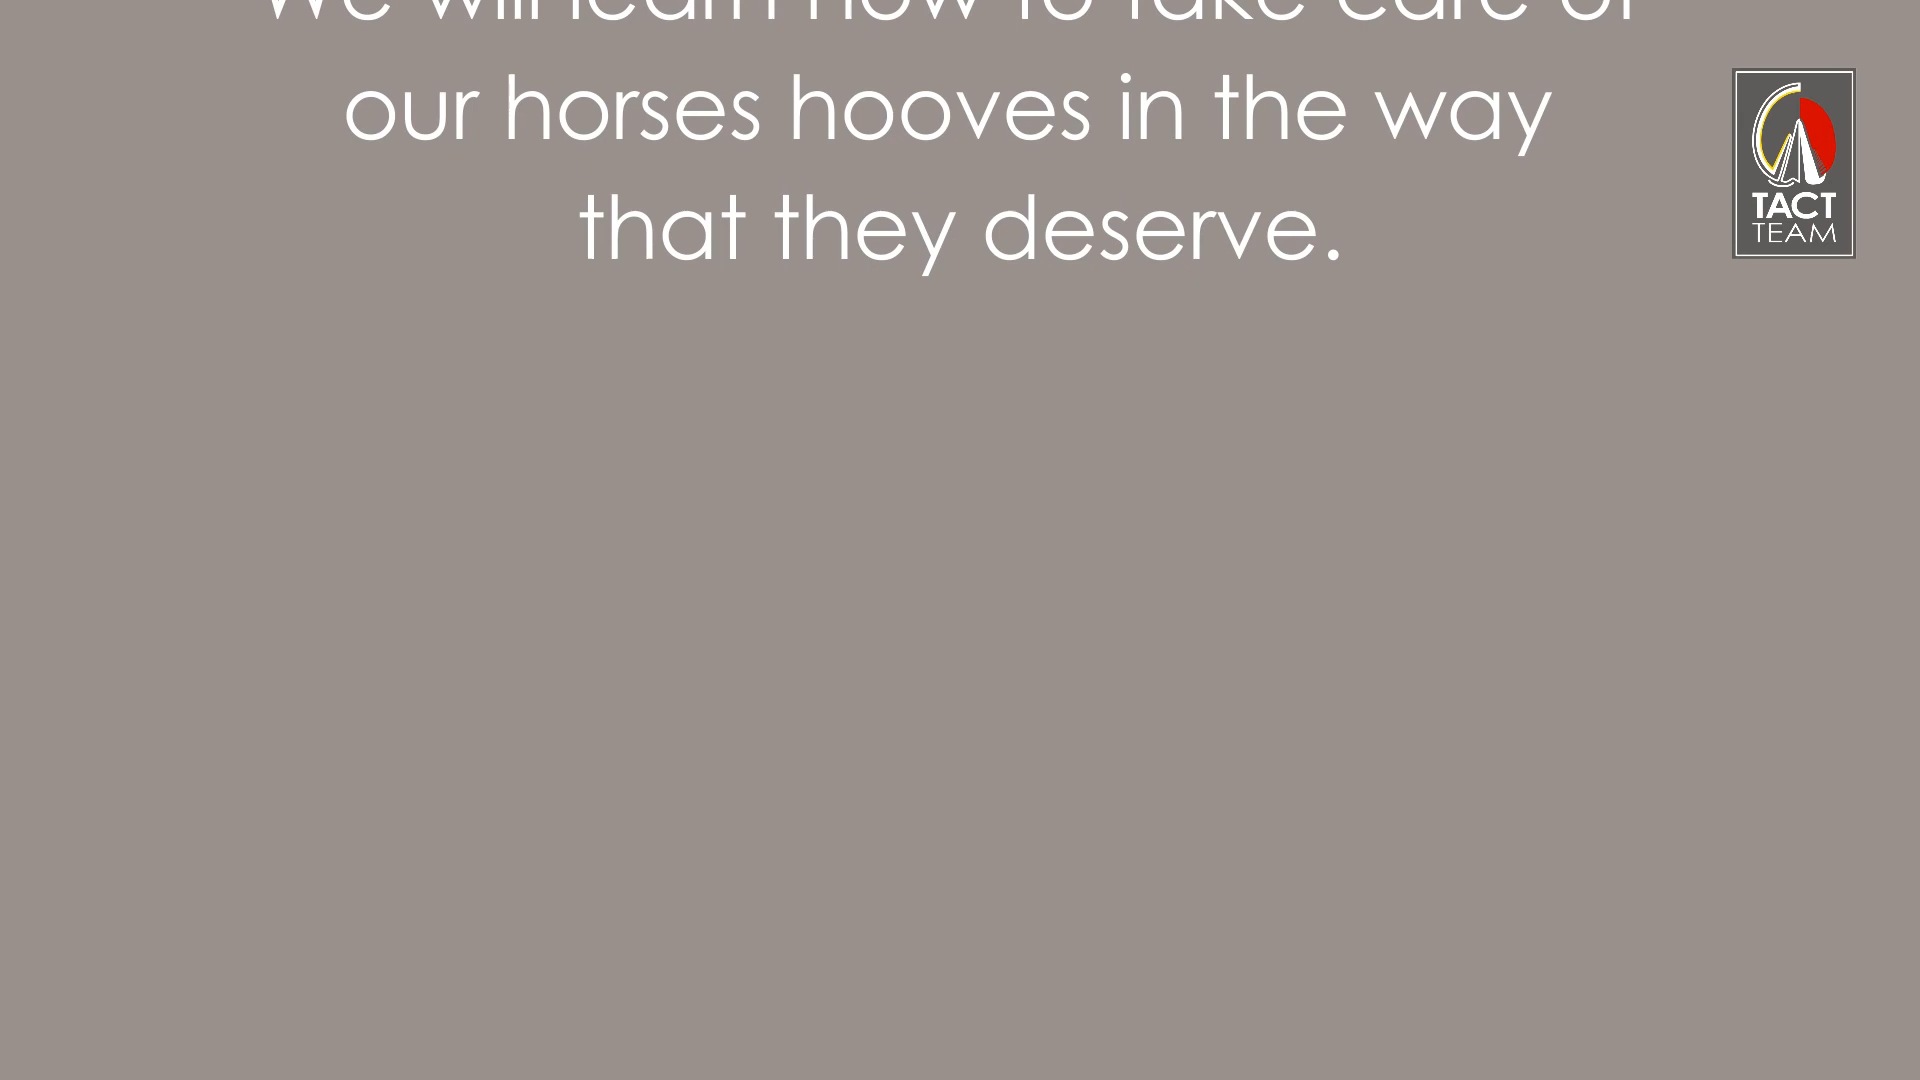 We will learn how to take care of
our horses hooves in the way
that they deserve.
TACT
TEAM